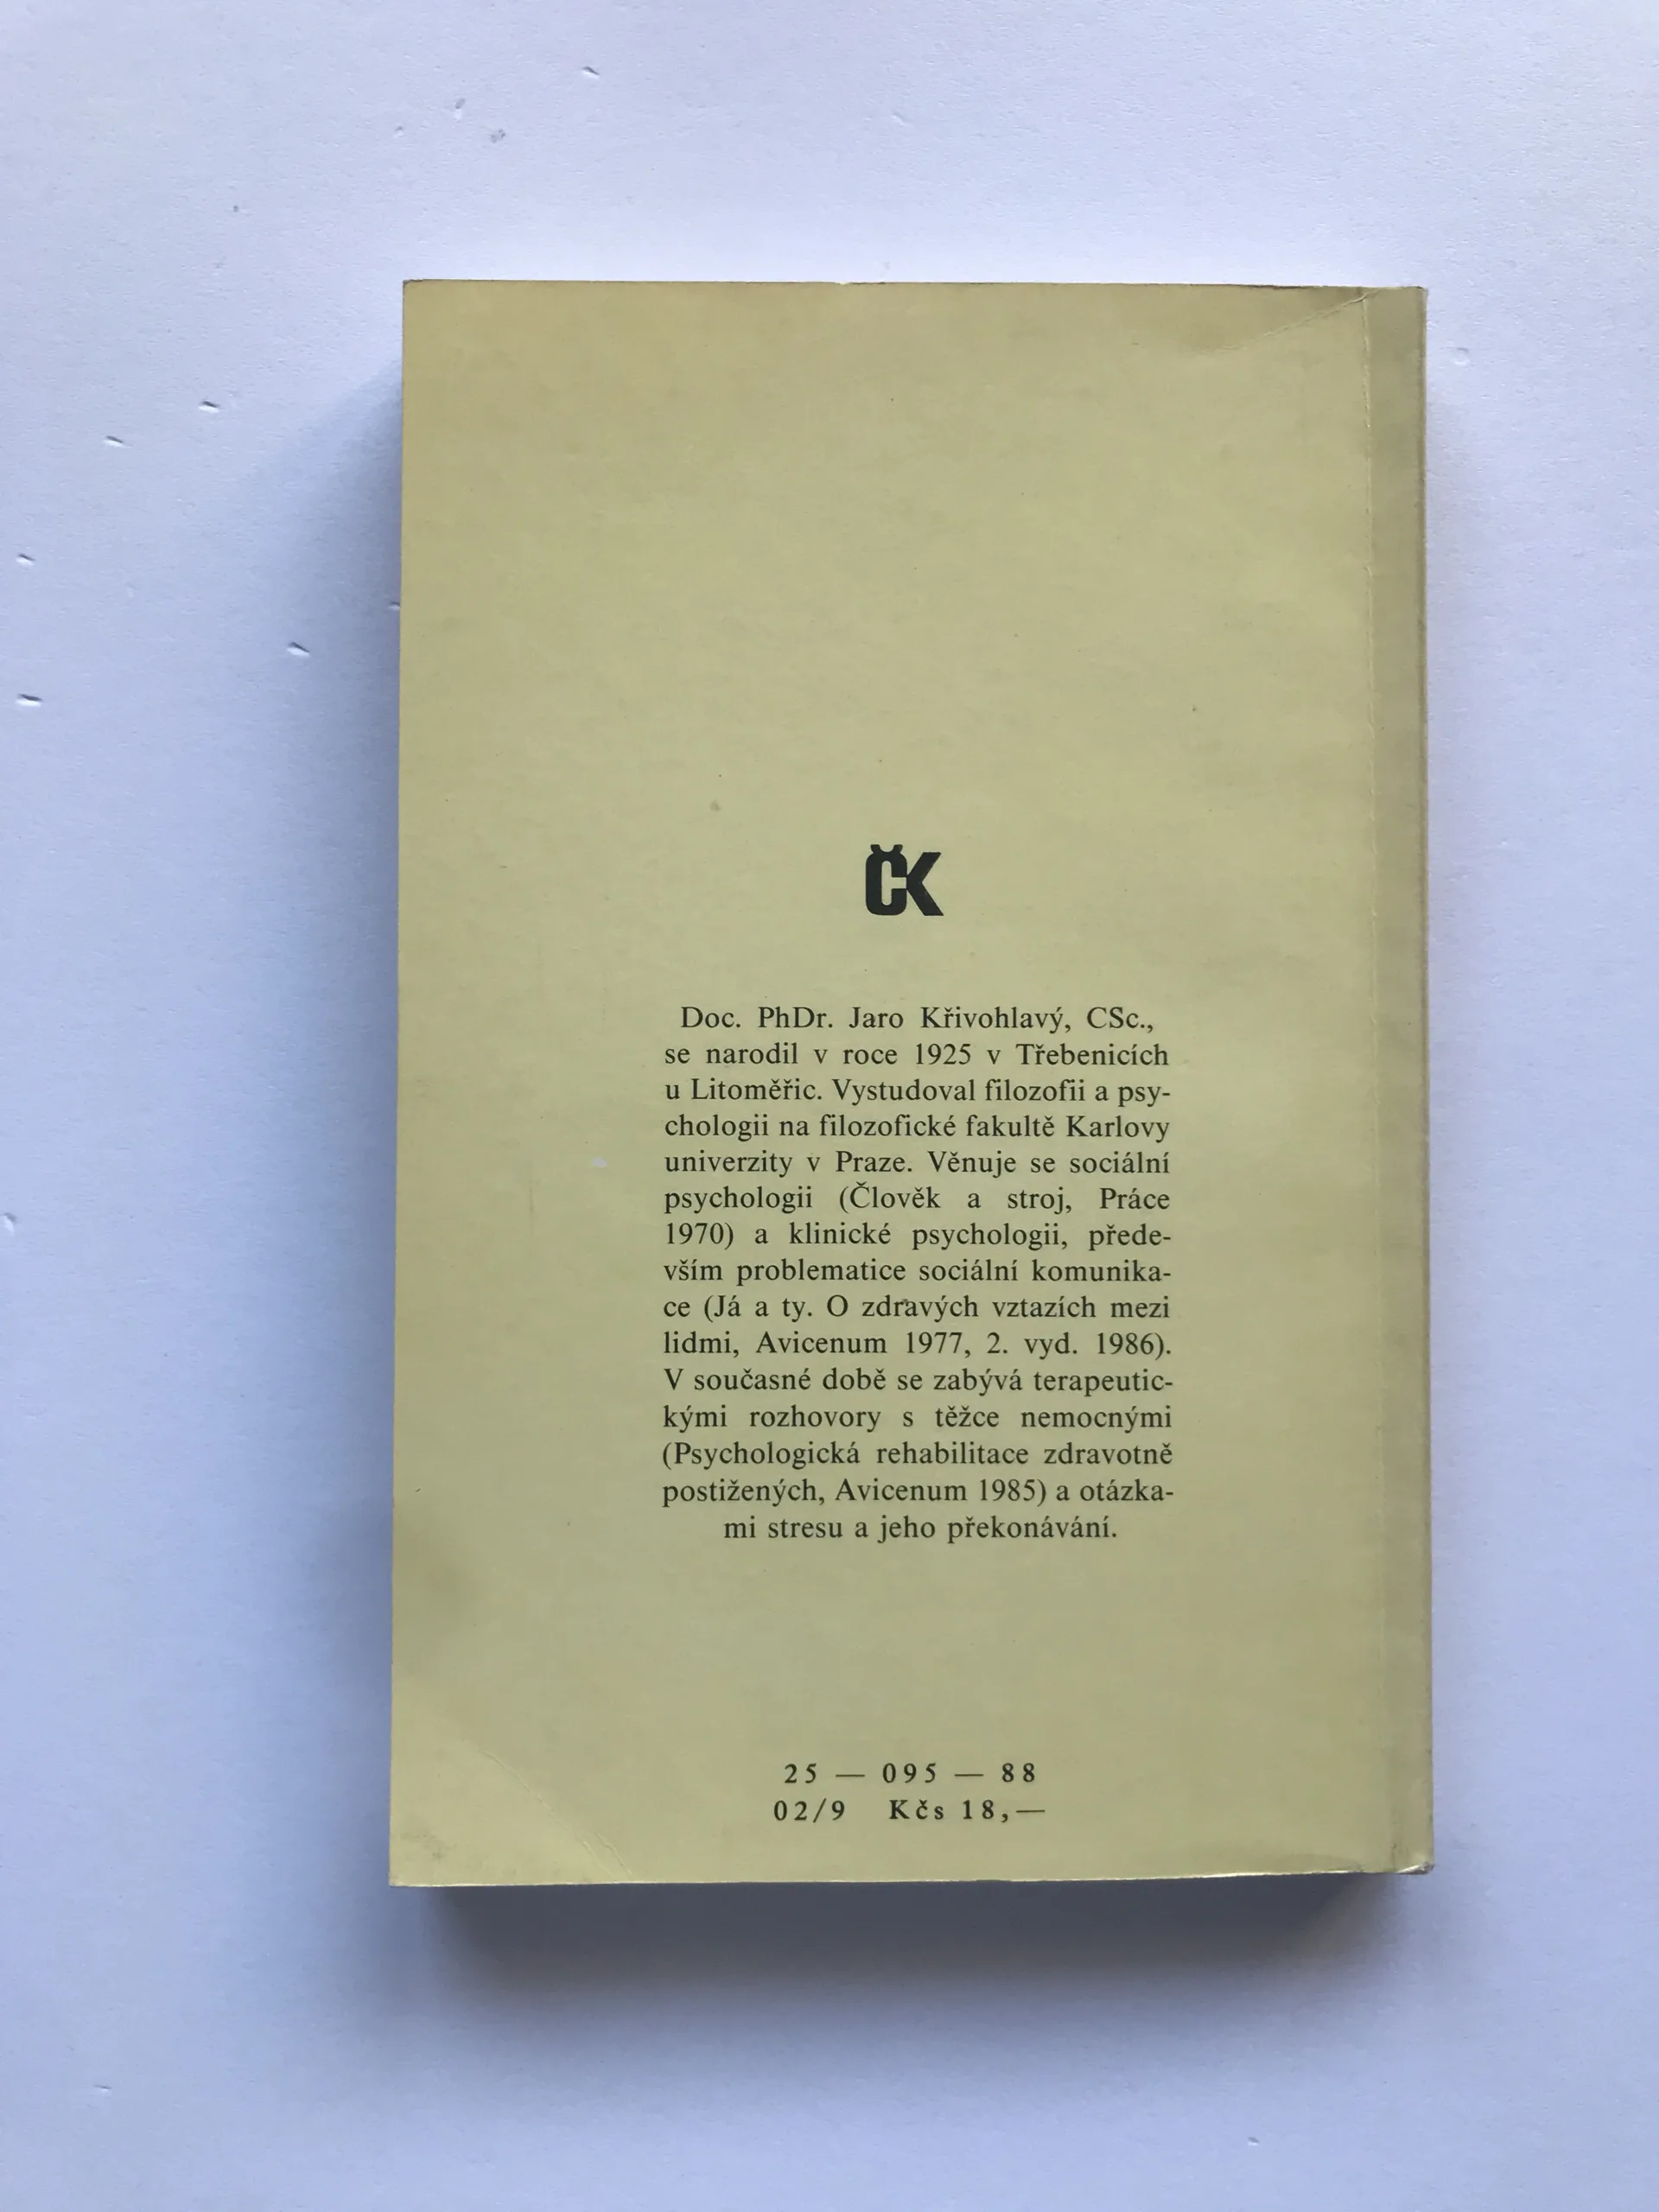 ČK
Doc. PhDr. Jaro Křivohlavý, CSc.,
se narodil v roce 1925 v Třebenicích
u Litoměřic. Vystudoval filozofii a psy-
chologii na filozofické fakultě Karlovy
univerzity v Praze. Věnuje se sociální
psychologii (Člověk a stroj, Práce
1970) a klinické psychologii, přede-
vším problematice sociální komunika-
ce (Já a ty. O zdravých vztazích mezi
lidmi, Avicenum 1977, 2. vyd. 1986).
V současné době se zabývá terapeutic-
kými rozhovory s těžce nemocnými
(Psychologická rehabilitace zdravotně
postižených, Avicenum 1985) a otázka-
mi stresu a jeho překonávání.
25 — 095 — 88
02/9 Kčs 18,—